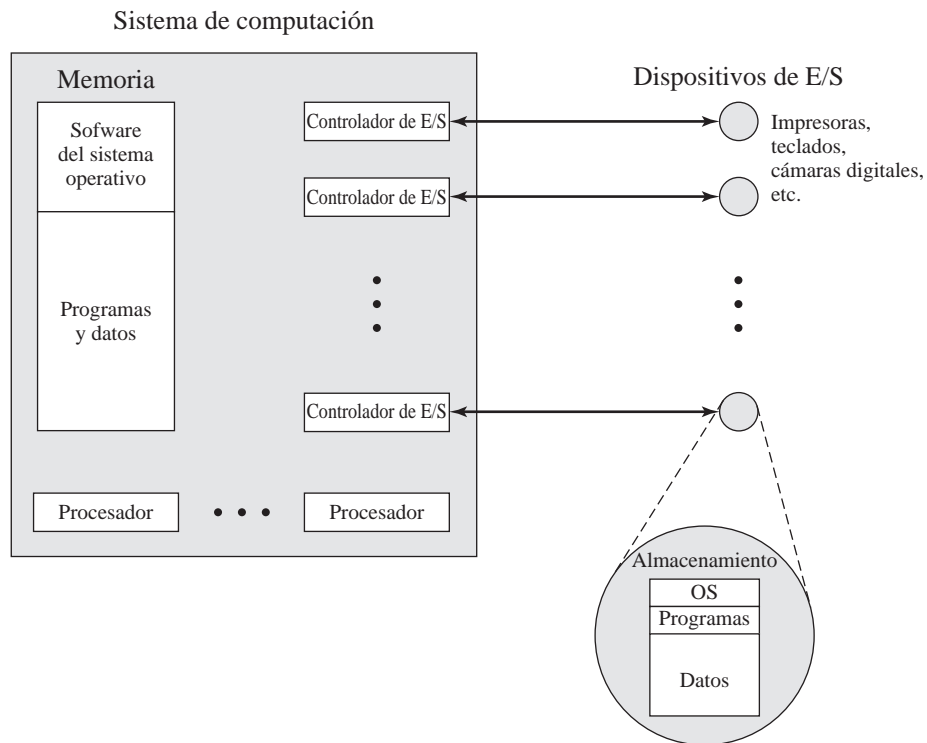 Sistema de computación
Memoria
Sofware
del sistema
operativo
Programas
y datos
Controlador de E/S
Controlador de E/S
Controlador de E/S
Procesador
Procesador
Dispositivos de E/S
Impresoras,
teclados,
cámaras digitales,
etc.
Almacenamiento
OS
Programas
Datos